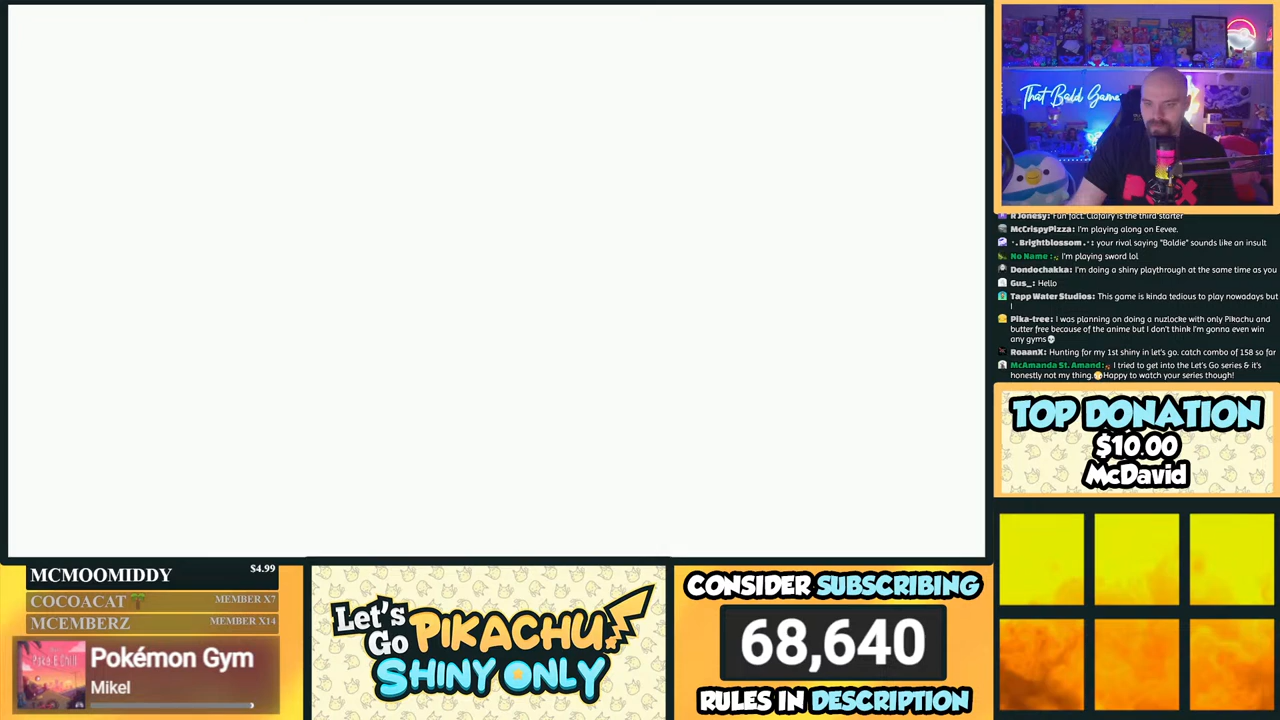 That Bald Game
R Jonesy: Fun fact. Clafairy is the third starter
McCrispyPizza: I'm playing along on Eevee.
·.Brightblossom.·: your rival saying "Baldie" sounds like an insult
No Name : I'm playing sword lol
Dondochakka: I'm doing a shiny playthrough at the same time as you
Gus_: Hello
Tapp Water Studios: This game is kinda tedious to play nowadays but
I
Pika-tree: I was planning on doing a nuzlocke with only Pikachu and
butter free because of the anime but I don't think I'm gonna even win
any gyms
RoaanX: Hunting for my 1st shiny in let's go. catch combo of 158 so far
McAmanda St. Amand: I tried to get into the Let's Go series & it's
honestly not my thing. Happy to watch your series though!
TOP DONATION
$10.00
McDavid
MCMOOMIDDY $4.99
COCOACAT MEMBER X7
MCEMBERZ MEMBER X14
Pokémon Gym
Mikel
Let's
Go PIKACHU
SHINY ONLY
CONSIDER SUBSCRIBING
68,640
RULES IN DESCRIPTION